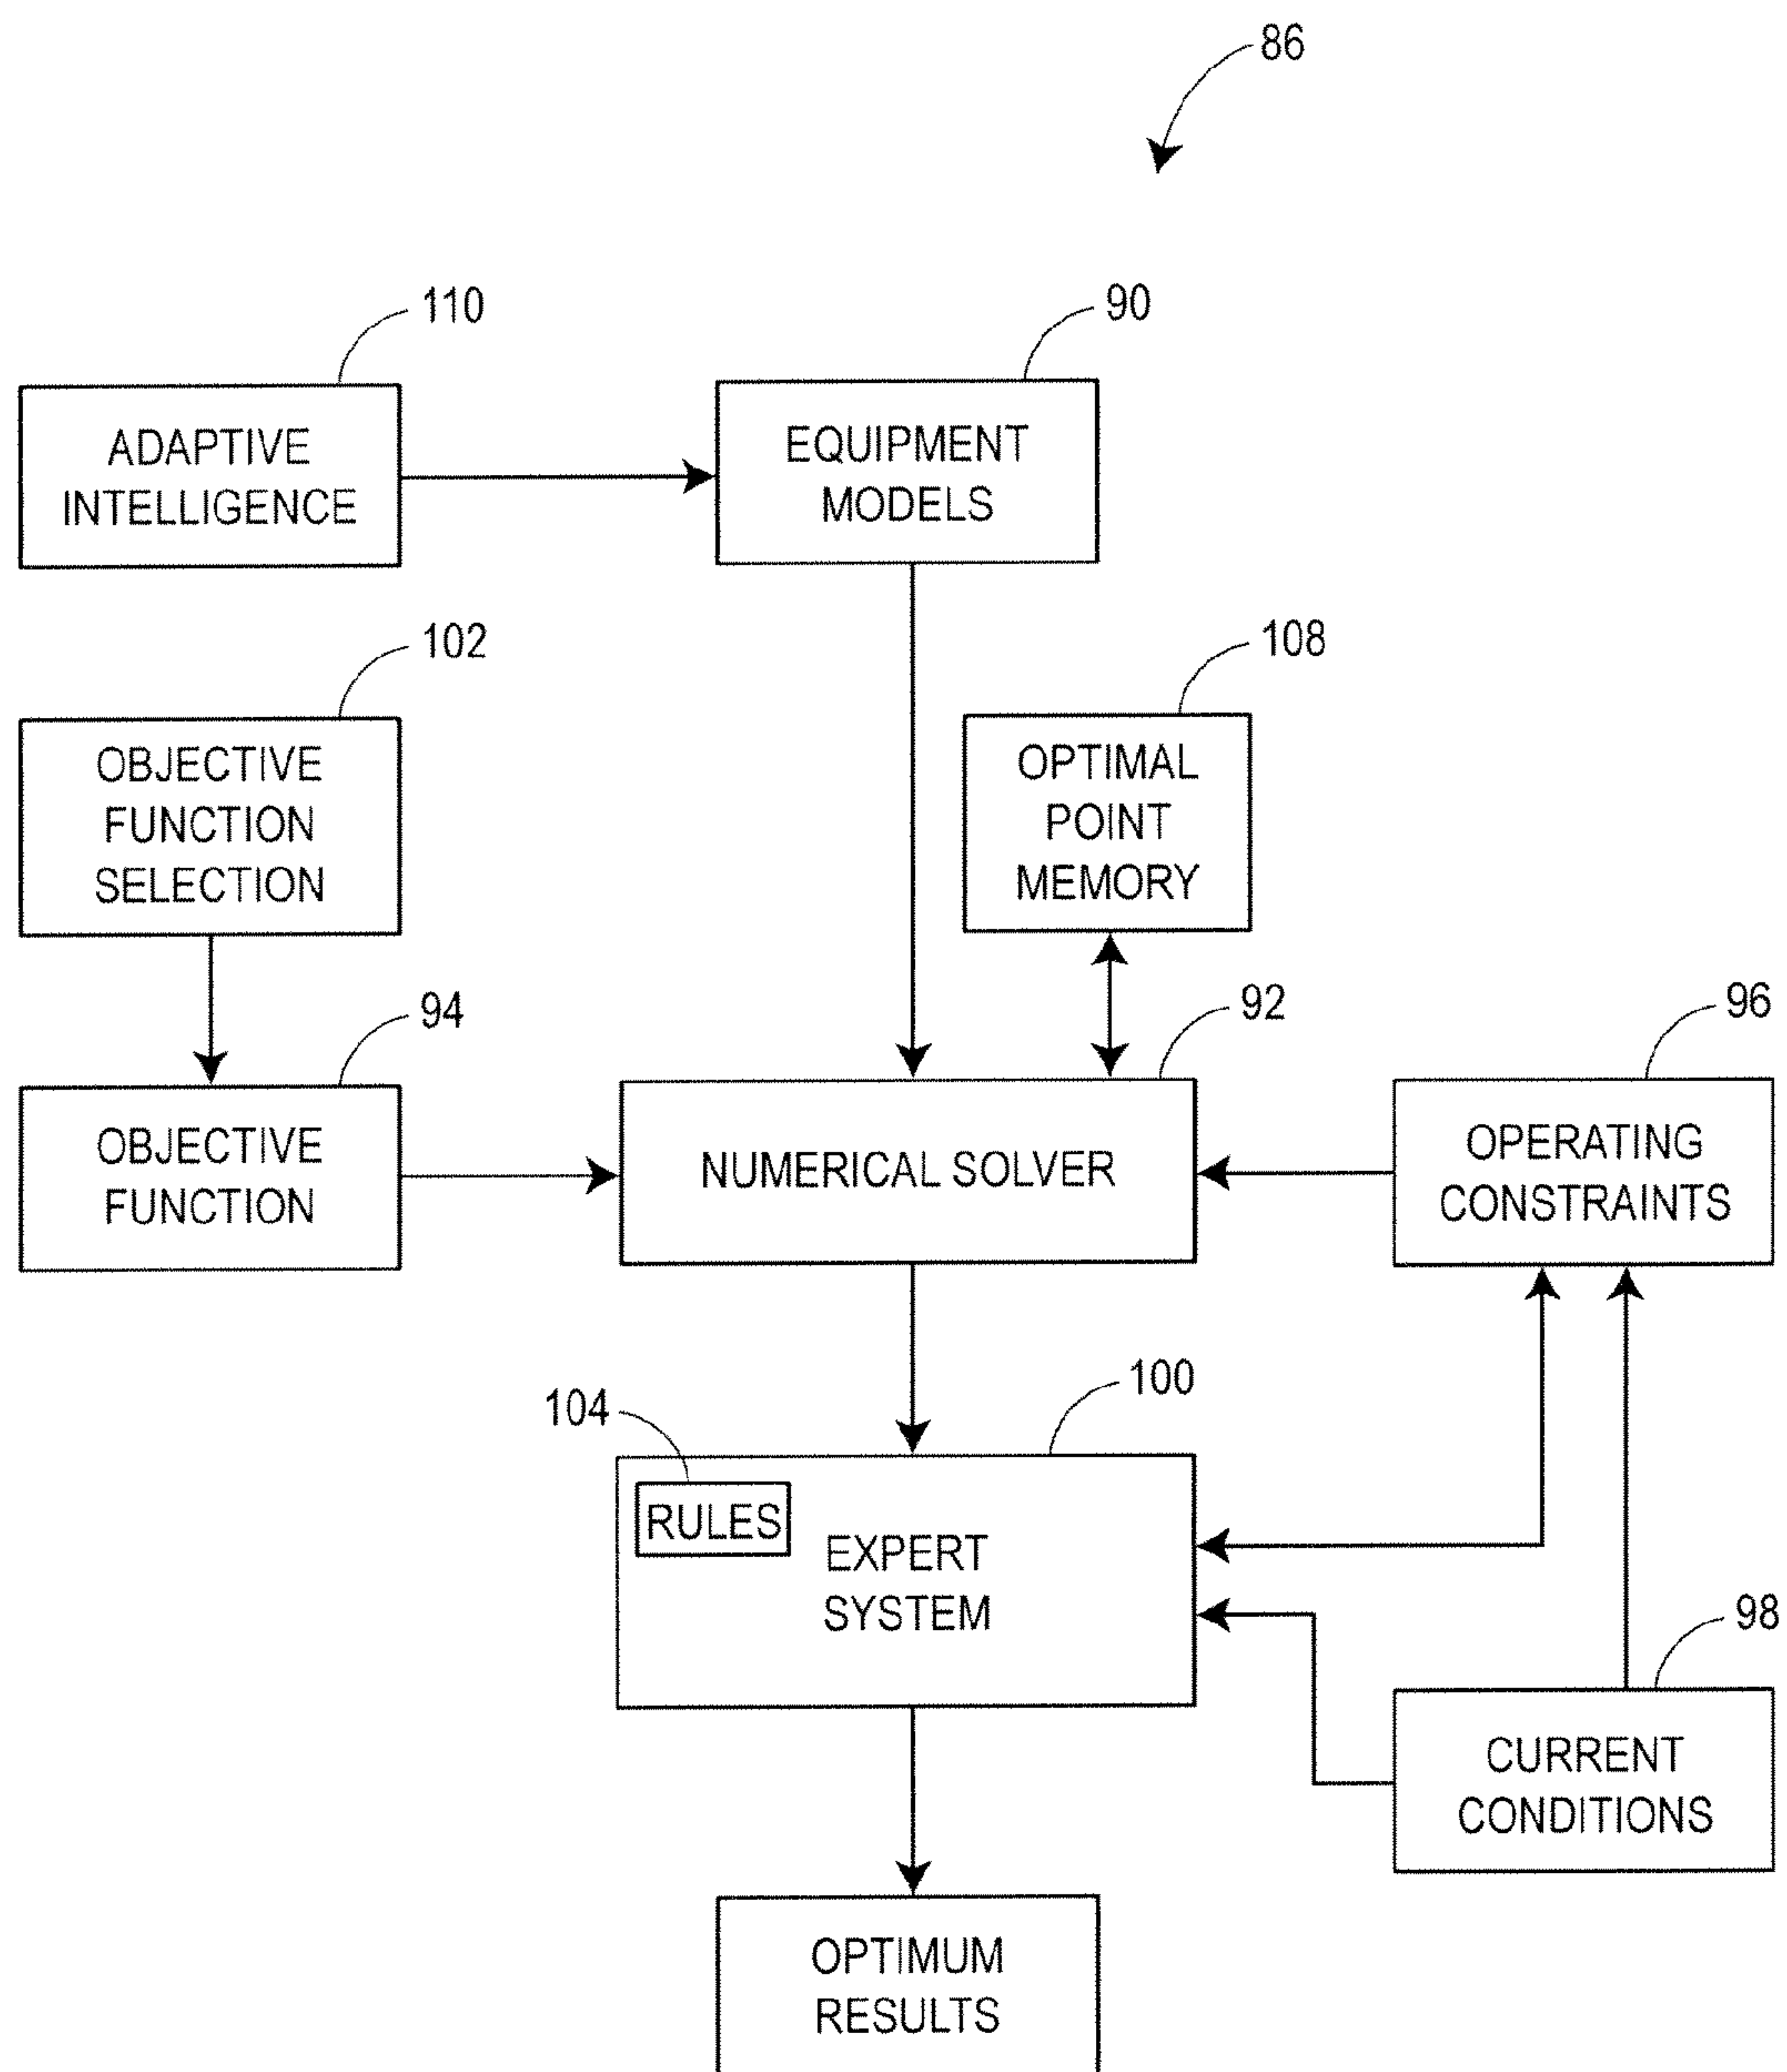 86
110
90
ADAPTIVE
INTELLIGENCE
EQUIPMENT
MODELS
102
108
OBJECTIVE
FUNCTION
SELECTION
OPTIMAL
POINT
MEMORY
94
92
96
OBJECTIVE
FUNCTION
NUMERICAL SOLVER
OPERATING
CONSTRAINTS
104
100
RULES
EXPERT
SYSTEM
98
CURRENT
CONDITIONS
OPTIMUM
RESULTS